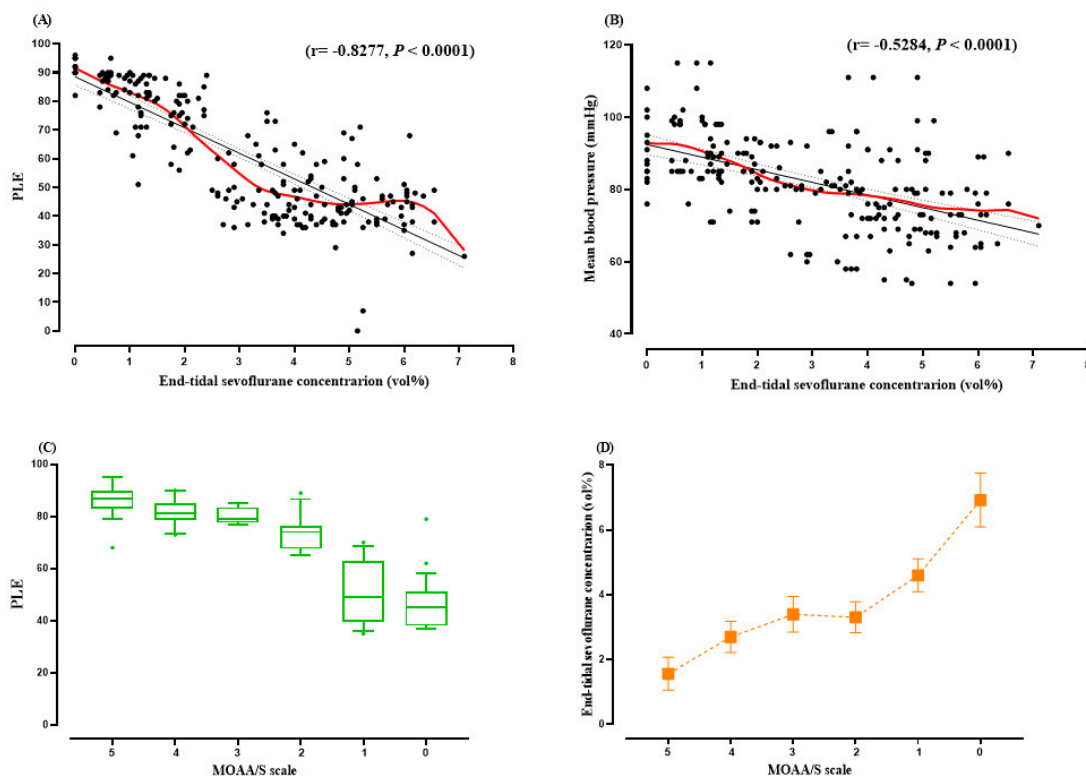 (A)
(r= -0.8277, P < 0.0001)
100
90
80
70
60
50
40
30
20
10
0
PLE
0 1 2 3 4 5 6 7 8
End-tidal sevoflurane concentrarion (vol%)
(B)
(r= -0.5284, P < 0.0001)
120
100
80
60
40
Mean blood pressure (mmHg)
0 1 2 3 4 5 6 7 8
End-tidal sevoflurane concentrarion (vol%)
(C)
100
80
60
40
20
0
PLE
5 4 3 2 1 0
MOAA/S scale
(D)
8
6
4
2
0
End-tidal sevoflurane concentrarion (vol%)
5 4 3 2 1 0
MOAA/S scale